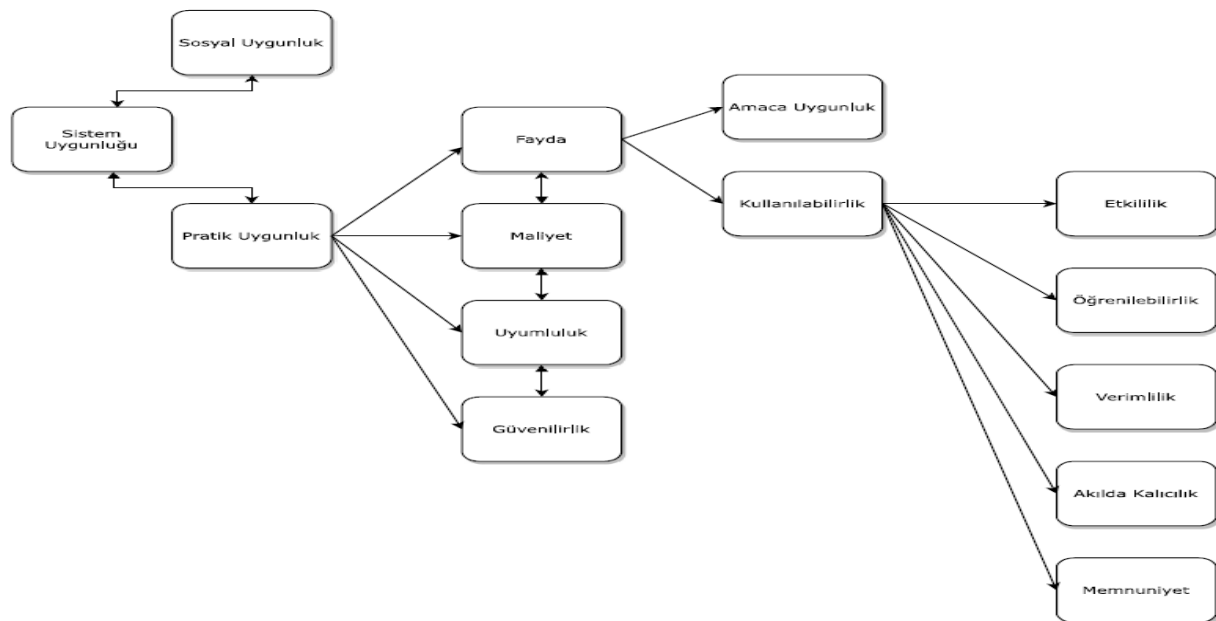 Sosyal Uygunluk
Sistem
Uygunluğu
Pratik Uygunluk
Fayda
Maliyet
Uyumluluk
Güvenilirlik
Amaca Uygunluk
Kullanılabilirlik
Etkililik
Öğrenilebilirlik
Verimlilik
Akılda Kalıcılık
Memnuniyet